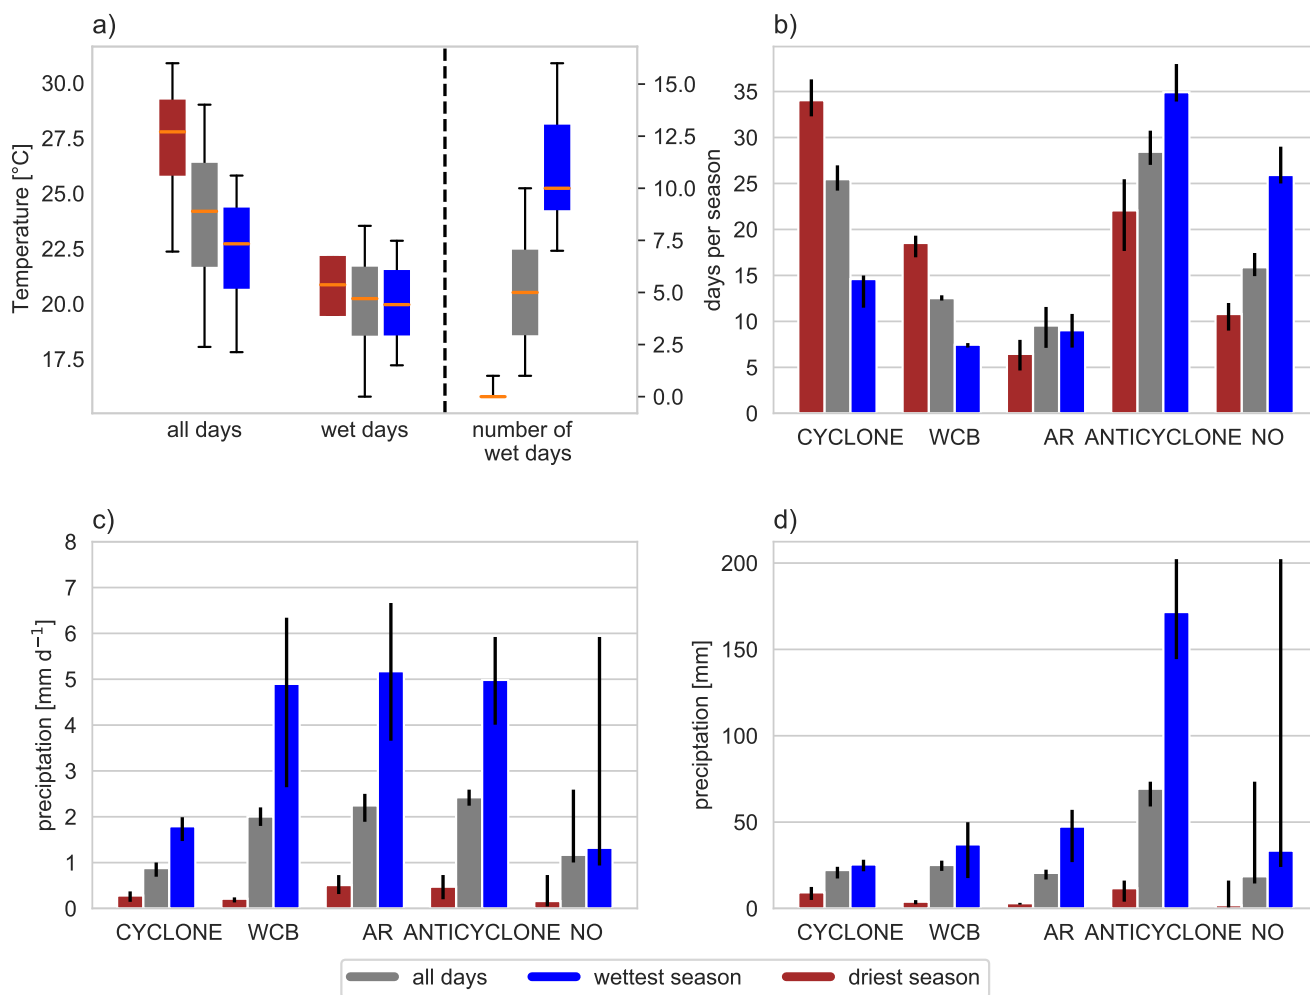 a)
Temperature [°C]
30.0
27.5
25.0
22.5
20.0
17.5
15.0
12.5
10.0
7.5
5.0
2.5
0.0
all days
wet days
number of
wet days
b)
days per season
35
30
25
20
15
10
5
0
CYCLONE
WCB
AR
ANTICYCLONE
NO
c)
preciptation [mm d⁻¹]
8
7
6
5
4
3
2
1
0
CYCLONE
WCB
AR
ANTICYCLONE
NO
d)
preciptation [mm]
200
150
100
50
0
CYCLONE
WCB
AR
ANTICYCLONE
NO
all days
wettest season
driest season